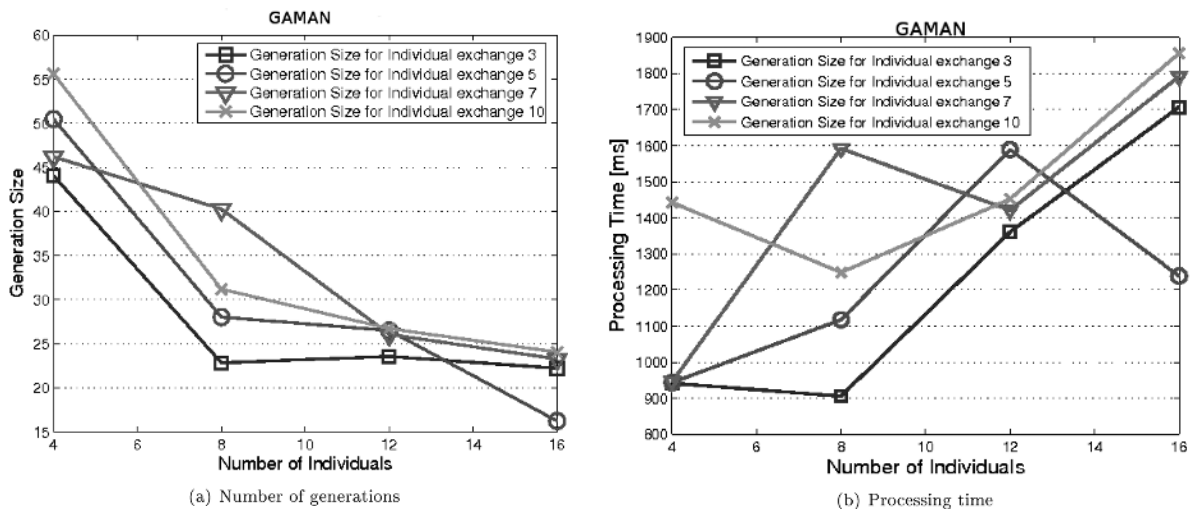 GAMAN
Generation Size for Individual exchange 3
Generation Size for Individual exchange 5
Generation Size for Individual exchange 7
Generation Size for Individual exchange 10
60
55
50
45
40
35
30
25
20
15
Generation Size
4 6 8 10 12 14 16
Number of Individuals
(a) Number of generations
GAMAN
Generation Size for Individual exchange 3
Generation Size for Individual exchange 5
Generation Size for Individual exchange 7
Generation Size for Individual exchange 10
1900
1800
1700
1600
1500
1400
1300
1200
1100
1000
900
800
Processing Time [ms]
4 6 8 10 12 14 16
Number of Individuals
(b) Processing time